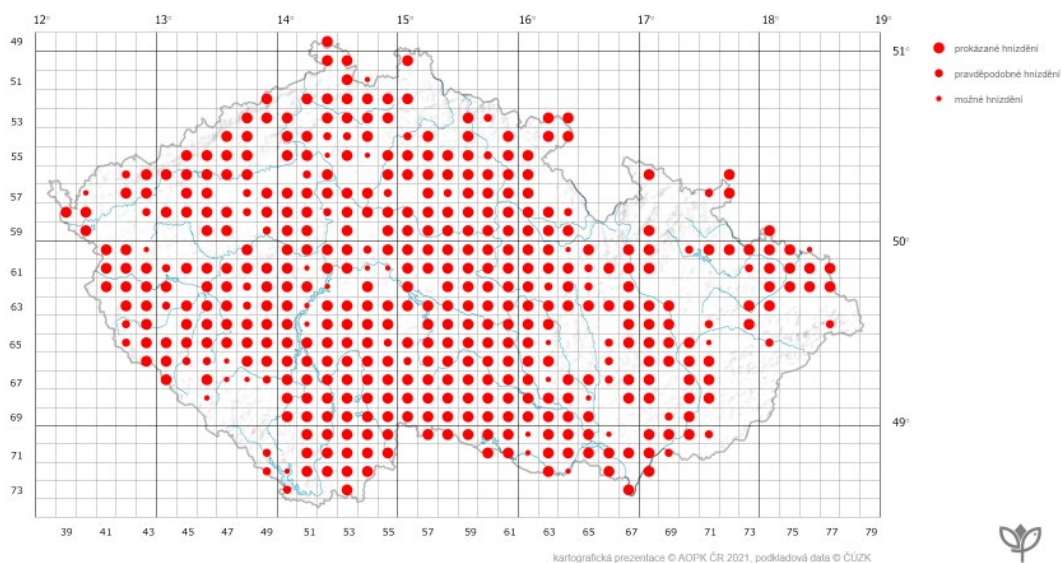 12° 13° 14° 15° 16° 17° 18° 19°
49
51° prokázané hnízdění
pravděpodobné hnízdění
51
možné hnízdění
53
55
57
59
50°
61
63
65
67
69
49°
71
73
39 41 43 45 47 49 51 53 55 57 59 61 63 65 67 69 71 73 75 77 79
kartografická prezentace © AOPK ČR 2021, podkladová data © ČÚZK